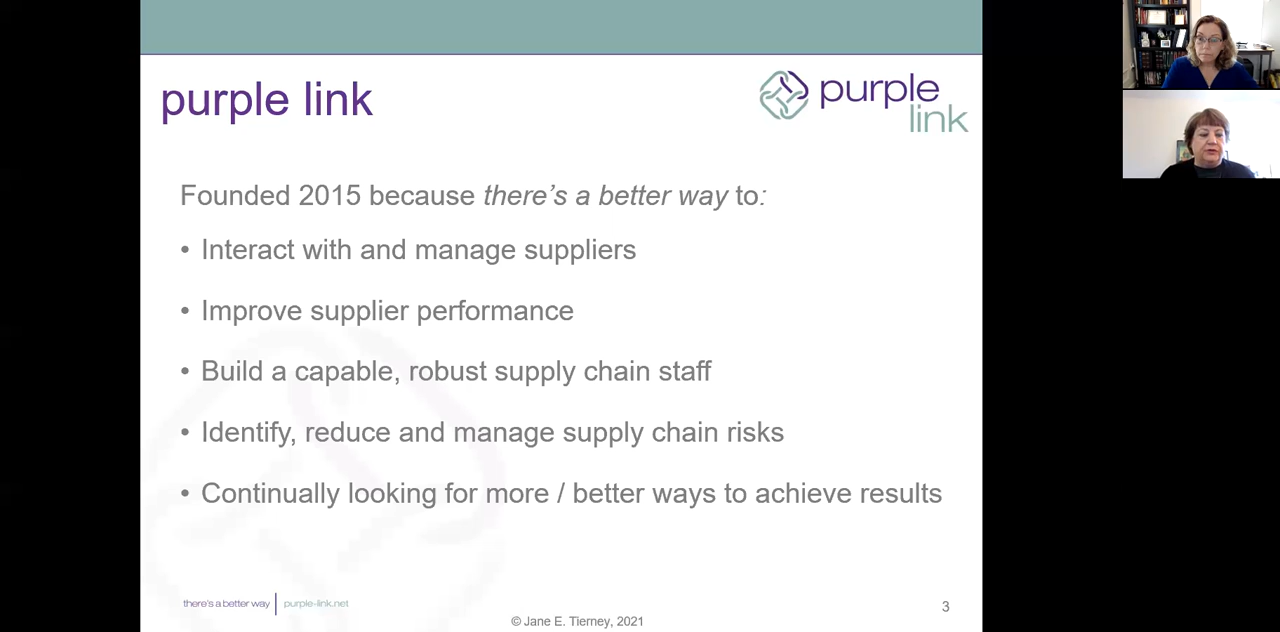 purple link
purple
link
Founded 2015 because there's a better way to:
• Interact with and manage suppliers
• Improve supplier performance
• Build a capable, robust supply chain staff
• Identify, reduce and manage supply chain risks
• Continually looking for more / better ways to achieve results
there's a better way | purple-link.net
© Jane E. Tierney, 2021
3